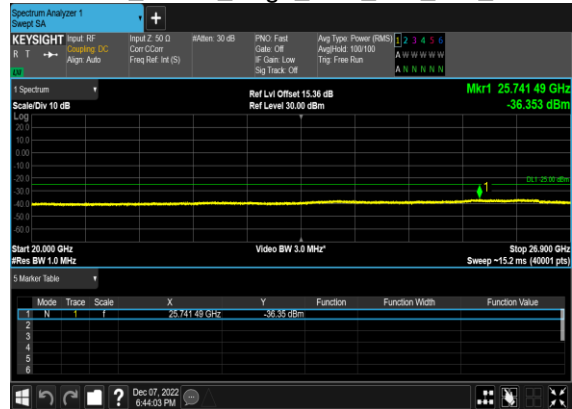 Spectrum Analyzer 1
Swept SA
+
KEYSIGHT
R T
Input: RF
Coupling: DC
Align: Auto
Input Z: 50 Ω
Corr CCorr
Freq Ref: Int (S)
#Atten: 30 dB
PNO: Fast
Gate: Off
IF Gain: Low
Sig Track: Off
Avg Type: Power (RMS)
Avg|Hold: 100/100
Trig: Free Run
1 2 3 4 5 6
A W W W W W
A N N N N N
1 Spectrum
Scale/Div 10 dB
Ref Lvl Offset 15.36 dB
Ref Level 30.00 dBm
Mkr1 25.741 49 GHz
-36.353 dBm
Log
20.0
10.0
0.00
-10.0
-20.0
-30.0
-40.0
-50.0
-60.0
DL1 -25.00 dBm
1
Start 20.000 GHz
#Res BW 1.0 MHz
Video BW 3.0 MHz*
Stop 26.900 GHz
Sweep ~15.2 ms (40001 pts)
5 Marker Table
Mode Trace Scale X Y Function Function Width Function Value
1 N 1 f 25.741 49 GHz -36.35 dBm
2
3
4
5
6
?
Dec 07, 2022
6:44:03 PM